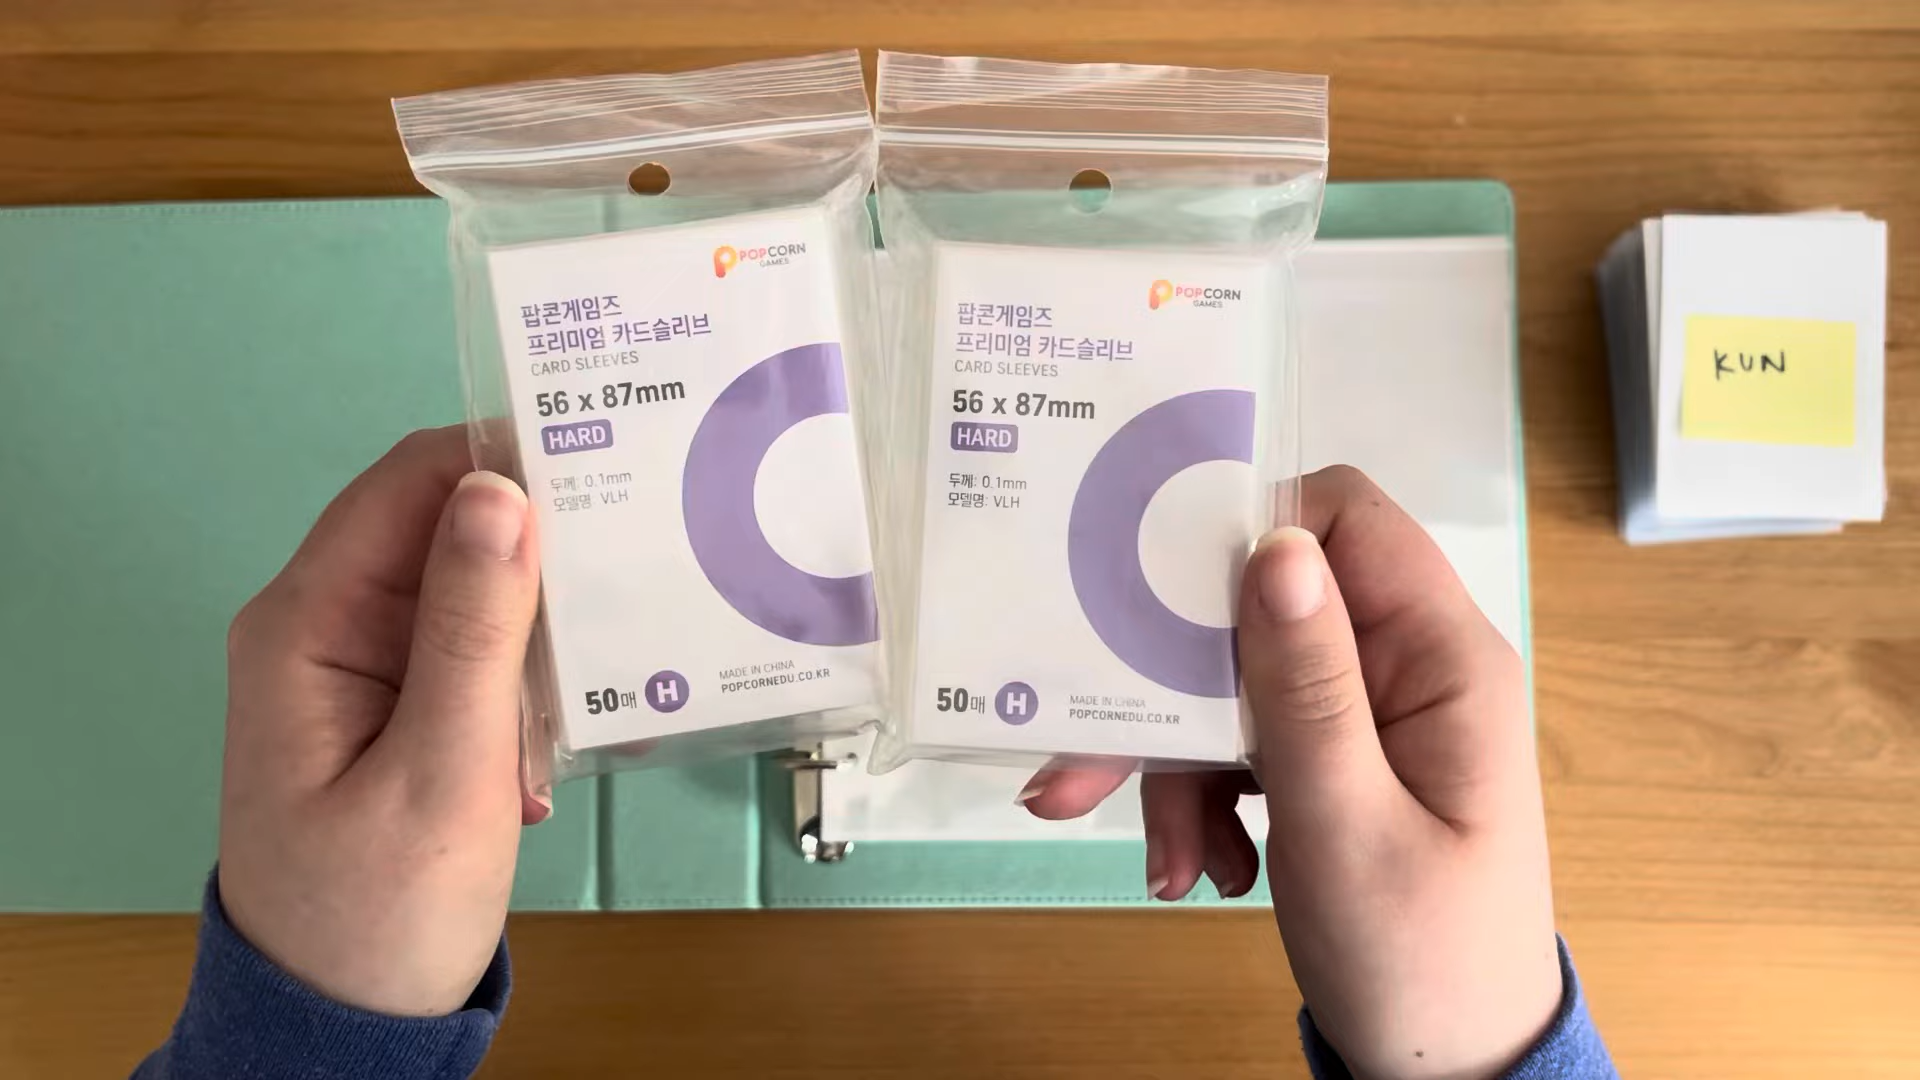 POPCORN
GAMES
팝콘게임즈
프리미엄 카드슬리브
CARD SLEEVES
56 x 87mm
HARD
두께: 0.1mm
모델명: VLH
50매 H
MADE IN CHINA
POPCORNEDU.CO.KR
POPCORN
GAMES
팝콘게임즈
프리미엄 카드슬리브
CARD SLEEVES
56 x 87mm
HARD
두께: 0.1mm
모델명: VLH
50매 H
MADE IN CHINA
POPCORNEDU.CO.KR
KUN